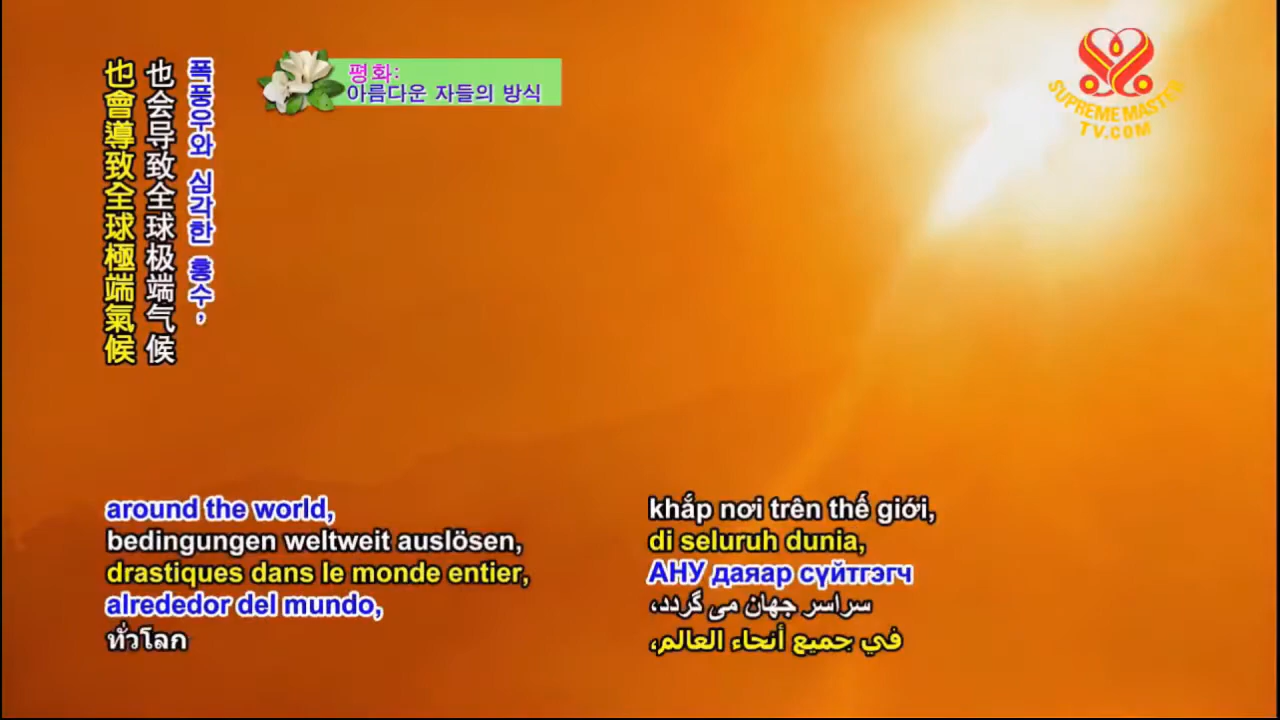 폭풍우와 심각한 홍수,
也会导致全球极端气候
也會導致全球極端氣候
평화:
아름다운 자들의 방식
SUPREME MASTER
TV.COM
around the world,
bedingungen weltweit auslösen,
drastiques dans le monde entier,
alrededor del mundo,
ทั่วโลก
khắp nơi trên thế giới,
di seluruh dunia,
АНУ даяар сүйтгэгч
سراسر جهان می گردد،
في جميع أنحاء العالم،